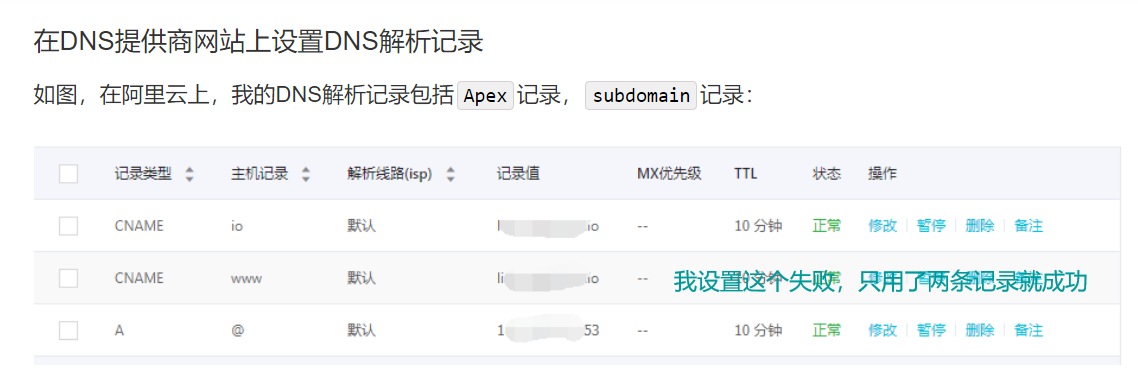 在DNS提供商网站上设置DNS解析记录
如图，在阿里云上，我的DNS解析记录包括 Apex 记录， subdomain 记录：
记录类型 主机记录 解析线路(isp) 记录值 MX优先级 TTL 状态 操作
CNAME io 默认 io -- 10 分钟 正常 修改 暂停 删除 备注
CNAME www 默认 li io 我设置这个失败，只用了两条记录就成功
A @ 默认 1 53 -- 10 分钟 正常 修改 暂停 删除 备注